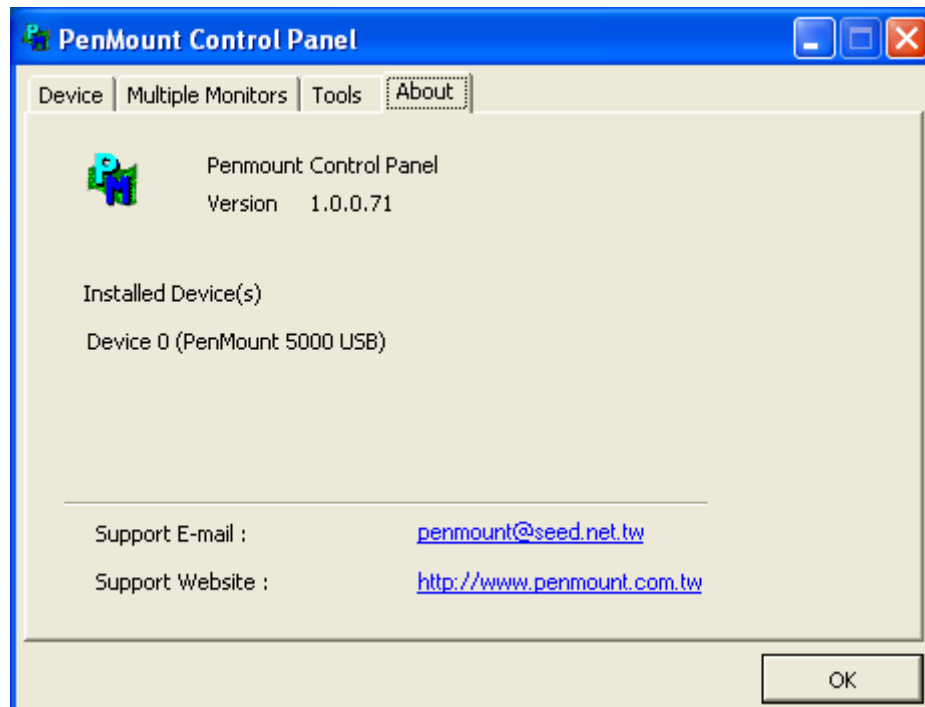 PenMount Control Panel
Device Multiple Monitors Tools About
PM
Penmount Control Panel
Version 1.0.0.71
Installed Device(s)
Device 0 (PenMount 5000 USB)
Support E-mail : penmount@seed.net.tw
Support Website : http://www.penmount.com.tw
OK